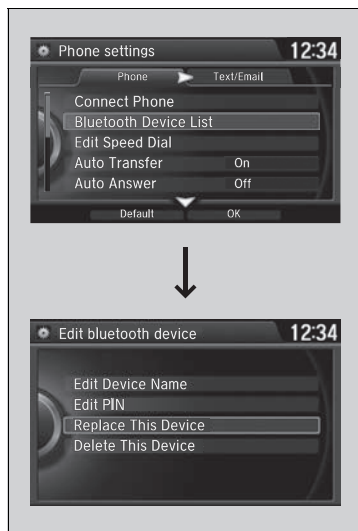 Phone settings 12:34
Phone Text/Email
Connect Phone
Bluetooth Device List
Edit Speed Dial
Auto Transfer On
Auto Answer Off
Default OK
Edit bluetooth device 12:34
Edit Device Name
Edit PIN
Replace This Device
Delete This Device